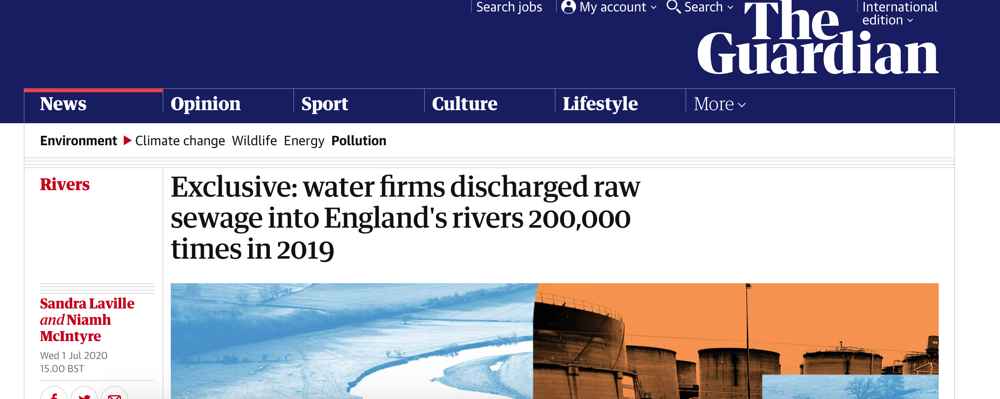 Search jobs
My account
Search
International
edition
The
Guardian
News
Opinion
Sport
Culture
Lifestyle
More
Environment Climate change Wildlife Energy Pollution
Rivers
Exclusive: water firms discharged raw
sewage into England's rivers 200,000
times in 2019
Sandra Laville
and Niamh
McIntyre
Wed 1 Jul 2020
15.00 BST